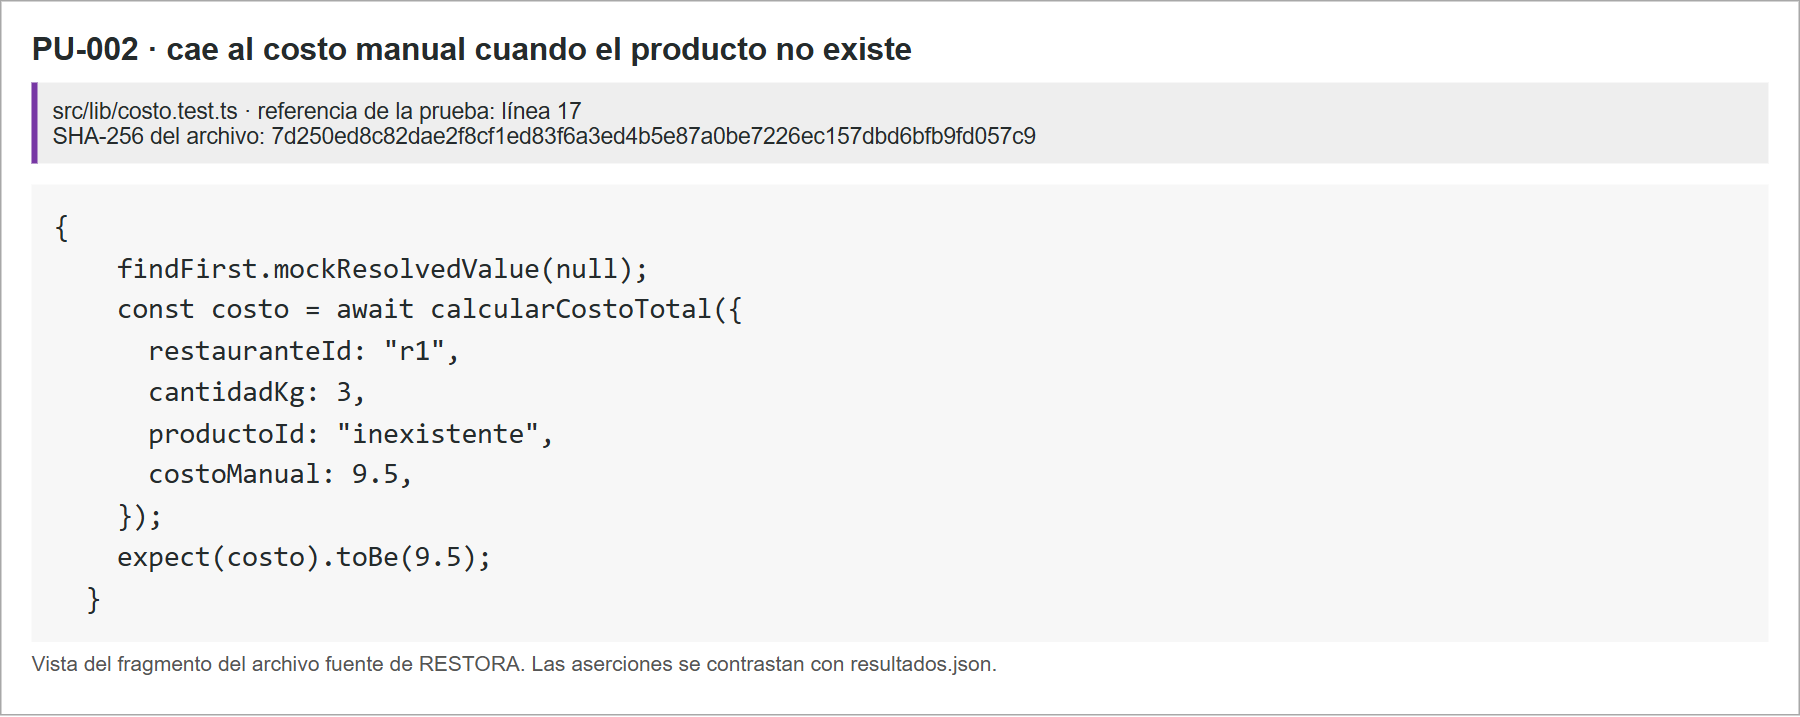 PU-002 · cae al costo manual cuando el producto no existe
src/lib/costo.test.ts · referencia de la prueba: línea 17
SHA-256 del archivo: 7d250ed8c82dae2f8cf1ed83f6a3ed4b5e87a0be7226ec157dbd6bfb9fd057c9
{
    findFirst.mockResolvedValue(null);
    const costo = await calcularCostoTotal({
      restauranteId: "r1",
      cantidadKg: 3,
      productoId: "inexistente",
      costoManual: 9.5,
    });
    expect(costo).toBe(9.5);
  }
Vista del fragmento del archivo fuente de RESTORA. Las aserciones se contrastan con resultados.json.